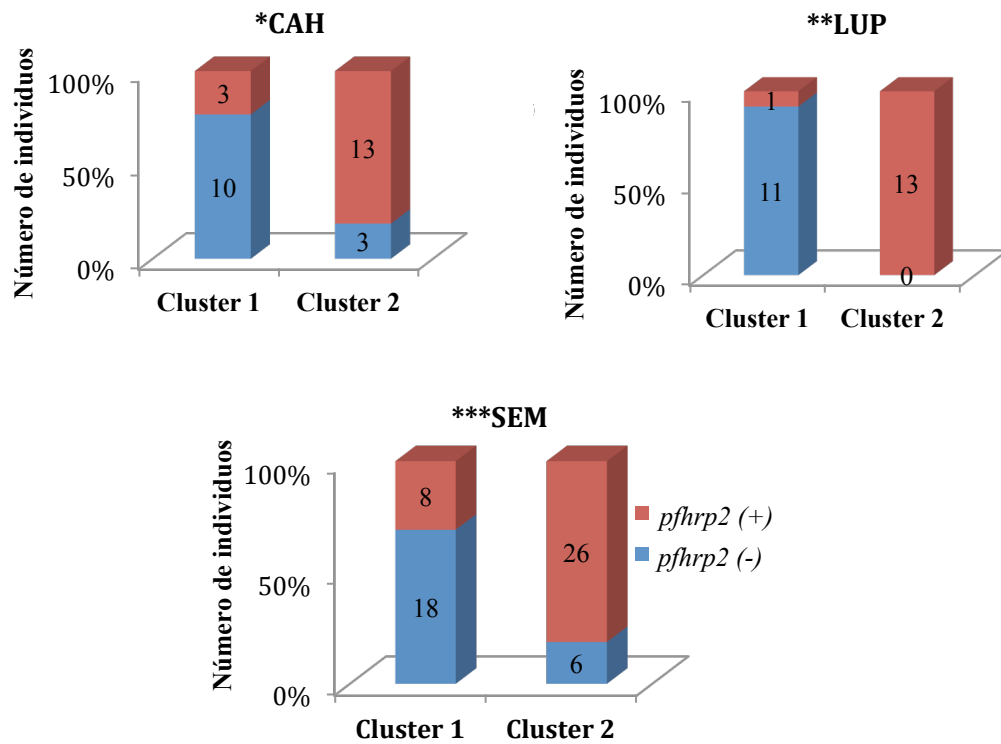 *CAH
Número de individuos
100%
50%
0%
3
10
13
3
Cluster 1
Cluster 2
**LUP
Número de individuos
100%
50%
0%
1
11
13
0
Cluster 1
Cluster 2
***SEM
Número de individuos
100%
50%
0%
8
18
26
6
Cluster 1
Cluster 2
pfhrp2 (+)
pfhrp2 (-)